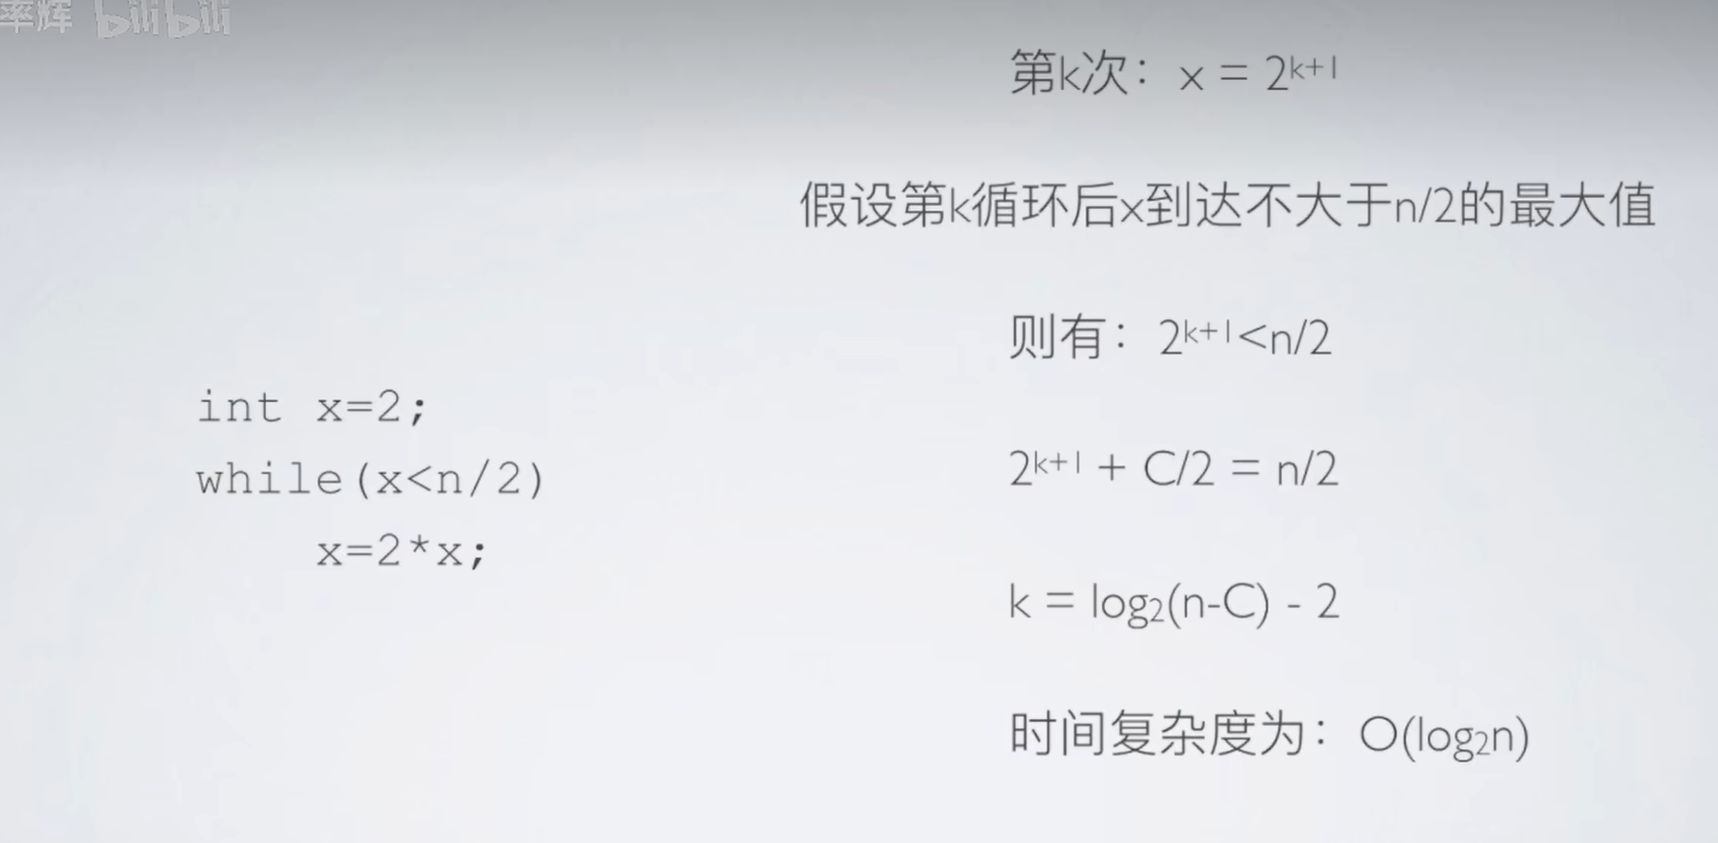 率辉 bilibili
第k次：x = 2^{k+1}
假设第k循环后x到达不大于n/2的最大值
则有：2^{k+1}<n/2
int x=2;
while(x<n/2)
x=2*x;
2^{k+1} + C/2 = n/2
k = log₂(n-C) - 2
时间复杂度为：O(log₂n)